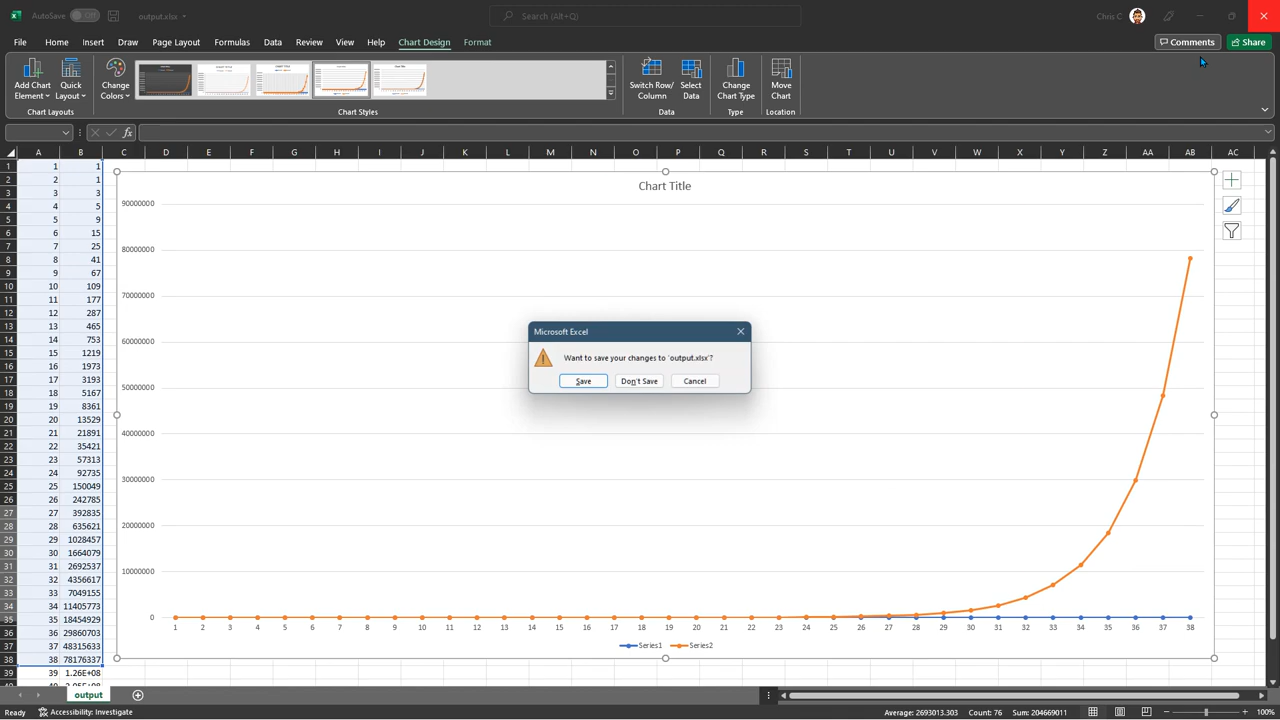 AutoSave Off output.xlsx Search (Alt+Q) Chris C
File Home Insert Draw Page Layout Formulas Data Review View Help Chart Design Format Comments Share
Add Chart Element Quick Layout Change Colors Switch Row/Column Select Data Change Chart Type Move Chart
Chart Layouts Chart Styles Data Type Location
fx
A B C D E F G H I J K L M N O P Q R S T U V W X Y Z AA AB AC
1 1 1
2 2 1
3 3 3
4 4 5
5 5 9
6 6 15
7 7 25
8 8 41
9 9 67
10 10 109
11 11 177
12 12 287
13 13 465
14 14 753
15 15 1219
16 16 1973
17 17 3193
18 18 5167
19 19 8361
20 20 13529
21 21 21891
22 22 35421
23 23 57313
24 24 92735
25 25 150049
26 26 242785
27 27 392835
28 28 635621
29 29 1028457
30 30 1664079
31 31 2692537
32 32 4356617
33 33 7049155
34 34 11405773
35 35 18454929
36 36 29860703
37 37 48315633
38 38 78176337
39 39 1.26E+08
Chart Title
90000000
80000000
70000000
60000000
50000000
40000000
30000000
20000000
10000000
0
1 2 3 4 5 6 7 8 9 10 11 12 13 14 15 16 17 18 19 20 21 22 23 24 25 26 27 28 29 30 31 32 33 34 35 36 37 38
Series1 Series2
Microsoft Excel
Want to save your changes to 'output.xlsx'?
Save Don't Save Cancel
output
Ready Accessibility: Investigate Average: 2693013.303 Count: 76 Sum: 204669011 100%